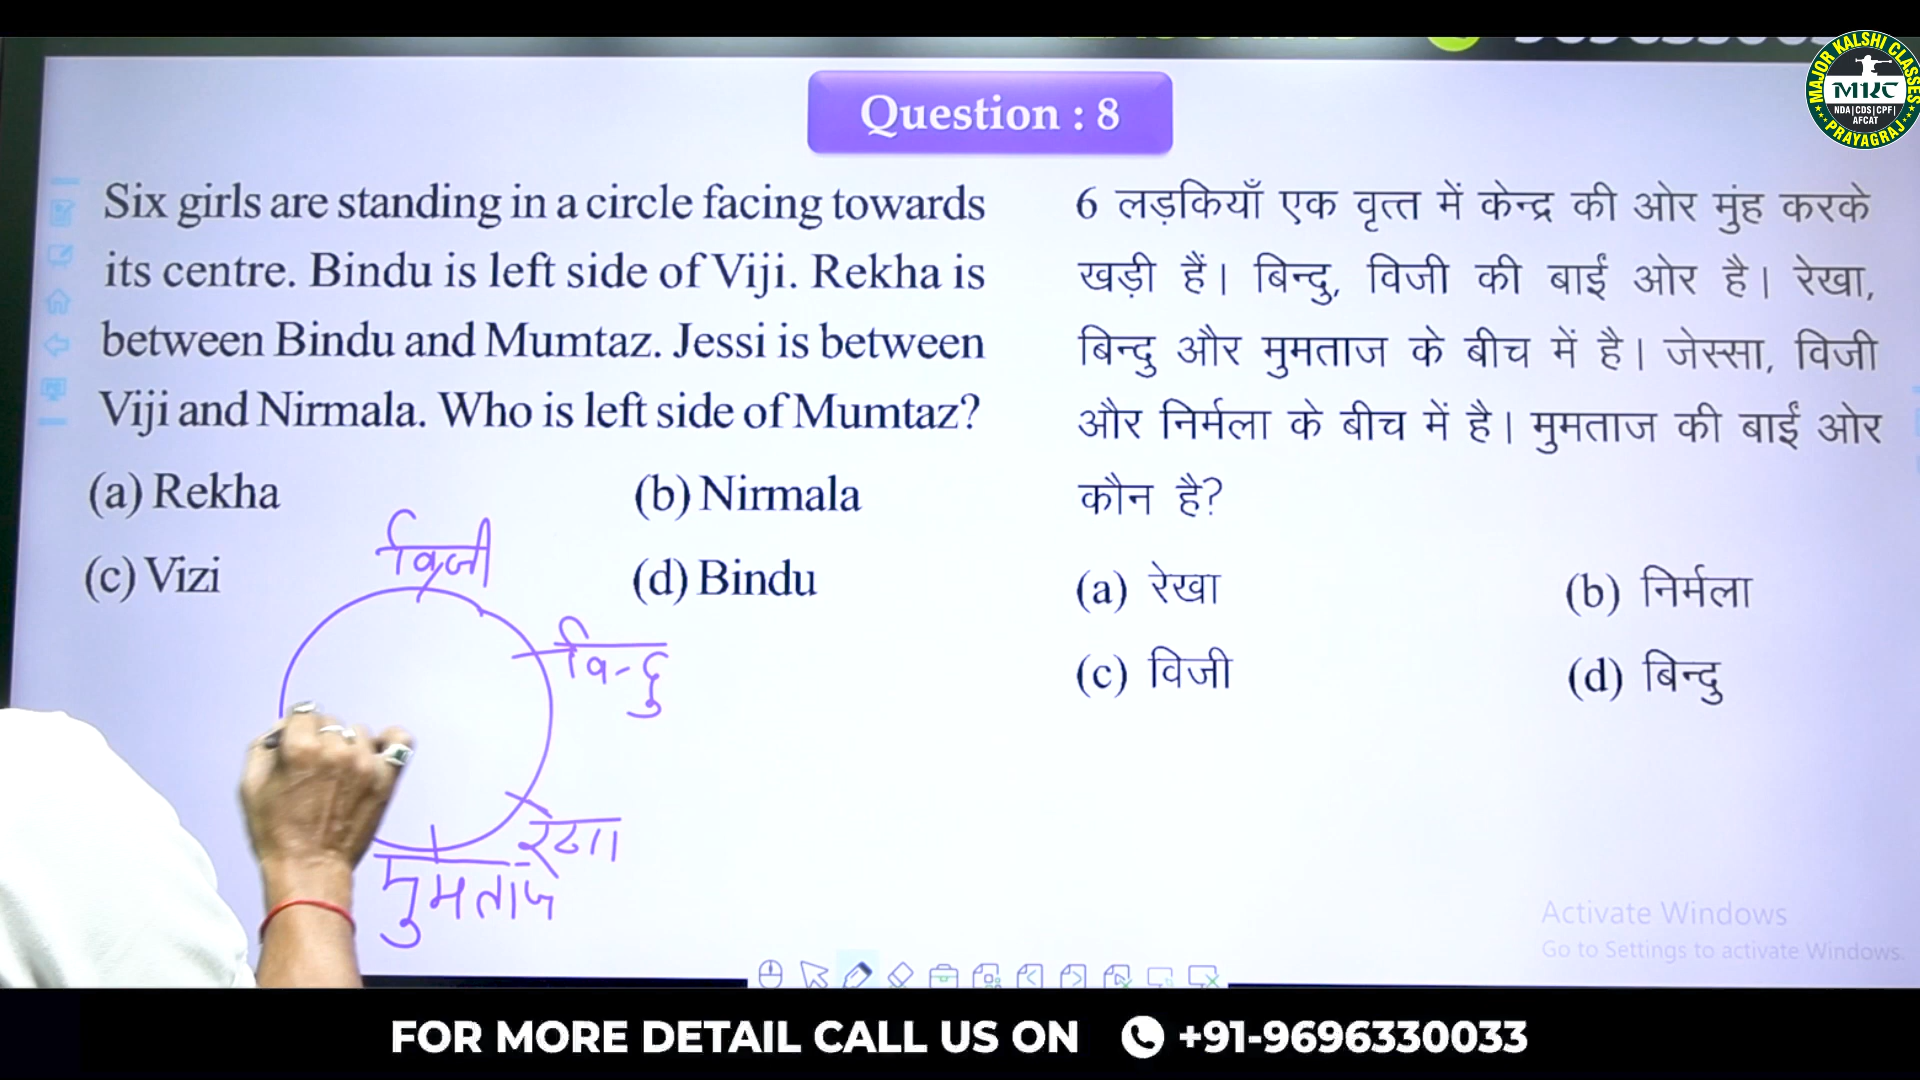 MAJOR KALSHI CLASSES
MKC
NDA|CDS|CPF|
AFCAT
PRAYAGRAJ
Question : 8
Six girls are standing in a circle facing towards
its centre. Bindu is left side of Viji. Rekha is
between Bindu and Mumtaz. Jessi is between
Viji and Nirmala. Who is left side of Mumtaz?
(a) Rekha
(b) Nirmala
(c) Vizi
(d) Bindu
6 लड़कियाँ एक वृत्त में केन्द्र की ओर मुंह करके
खड़ी हैं। बिन्दु, विजी की बाईं ओर है। रेखा,
बिन्दु और मुमताज के बीच में है। जेस्सा, विजी
और निर्मला के बीच में है। मुमताज की बाईं ओर
कौन है?
(a) रेखा
(b) निर्मला
(c) विजी
(d) बिन्दु
विजी
विन्दु
रेखा
मुमताज
Activate Windows
Go to Settings to activate Windows.
FOR MORE DETAIL CALL US ON +91-9696330033